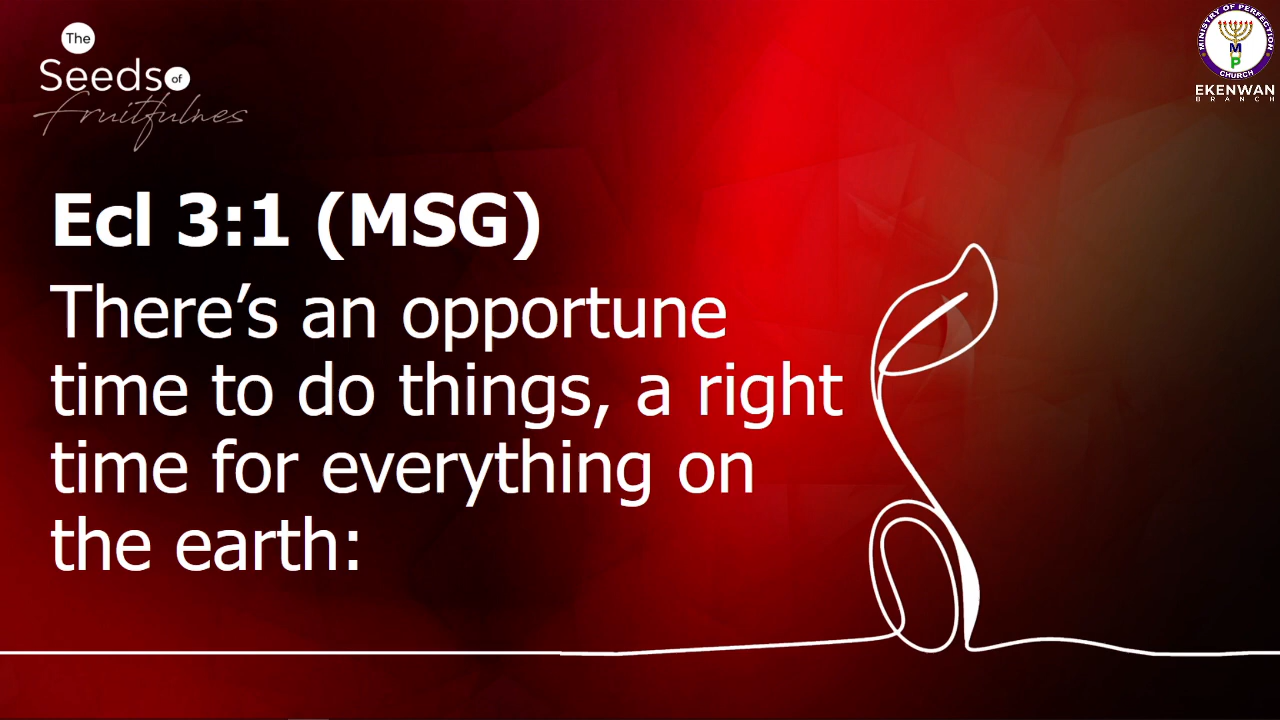 The
Seeds of
fruitfulnes
MINISTRY OF PERFECTION
M
P
CHURCH
EKENWAN
BRANCH
Ecl 3:1 (MSG)
There’s an opportune
time to do things, a right
time for everything on
the earth: